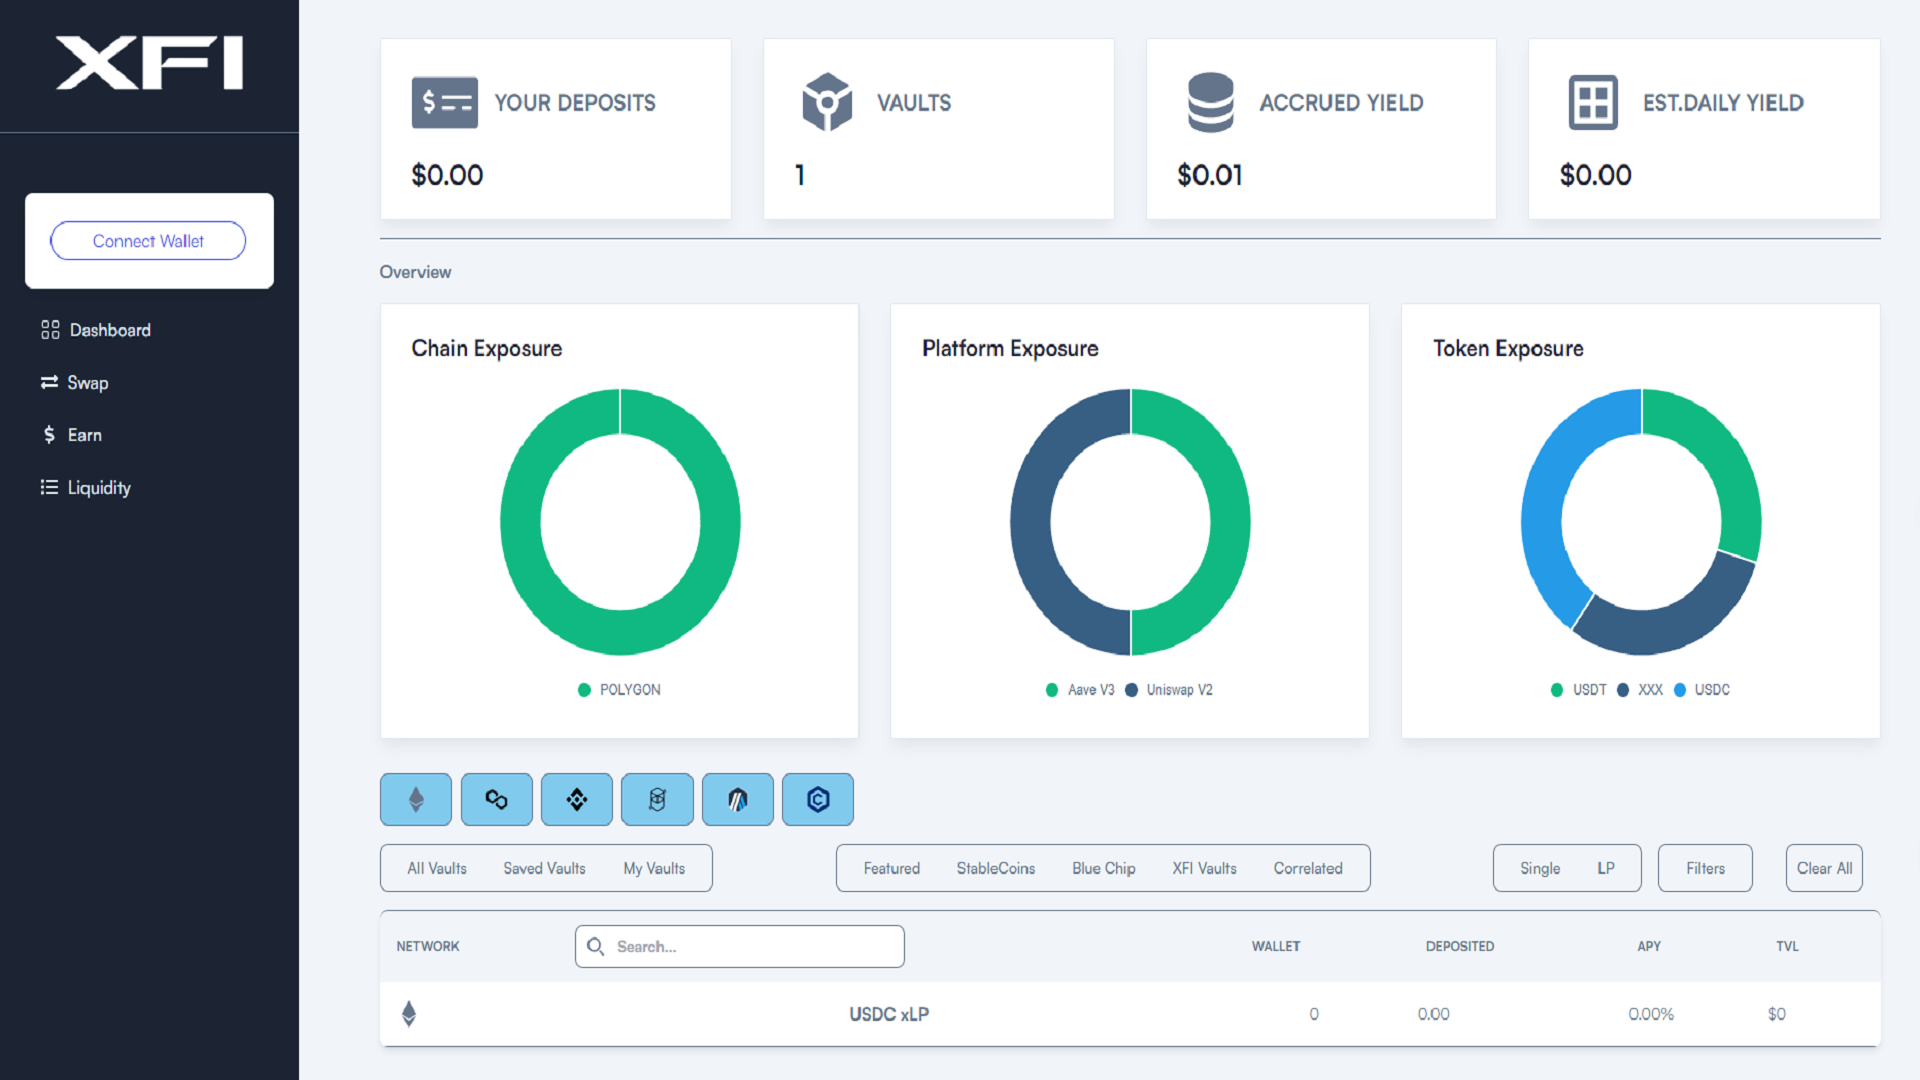 XFI
Connect Wallet
Dashboard
Swap
Earn
Liquidity
YOUR DEPOSITS
$0.00
VAULTS
1
ACCRUED YIELD
$0.01
EST.DAILY YIELD
$0.00
Overview
Chain Exposure
POLYGON
Platform Exposure
Aave V3 Uniswap V2
Token Exposure
USDT XXX USDC
All Vaults Saved Vaults My Vaults
Featured StableCoins Blue Chip XFI Vaults Correlated
Single LP
Filters
Clear All
NETWORK Search... WALLET DEPOSITED APY TVL
USDC xLP 0 0.00 0.00% $0